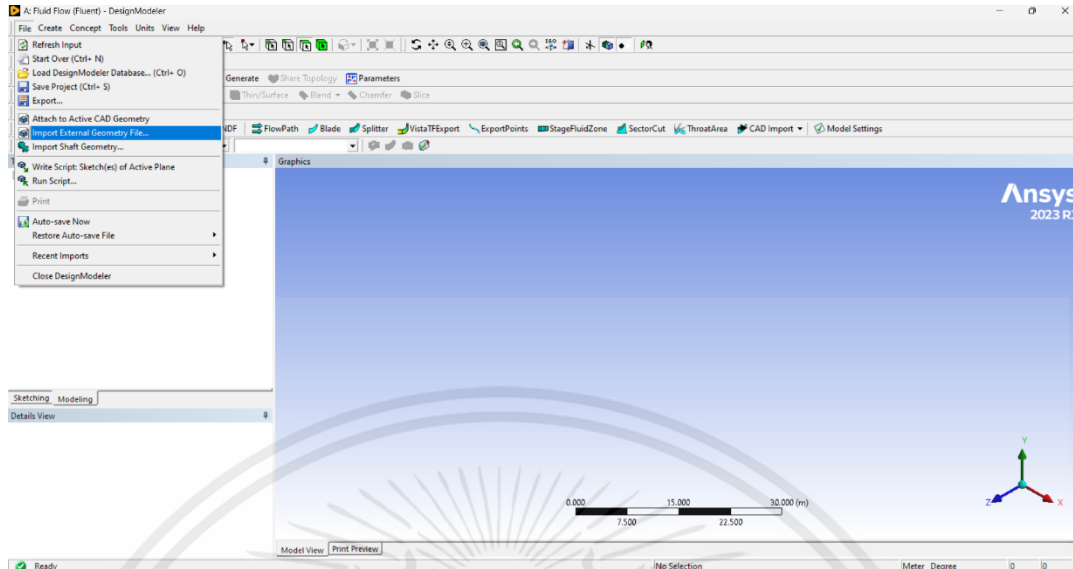 A: Fluid Flow (Fluent) - DesignModeler
File Create Concept Tools Units View Help
Refresh Input
Start Over (Ctrl+ N)
Load DesignModeler Database... (Ctrl+ O)
Generate Share Topology Parameters
Save Project (Ctrl+ S)
Export...
Thin/Surface Blend Chamfer Slice
Attach to Active CAD Geometry
Import External Geometry File...
NDF FlowPath Blade Splitter VistaTFExport ExportPoints StageFluidZone SectorCut ThroatArea CAD Import Model Settings
Import Shaft Geometry...
Graphics
Write Script: Sketch(es) of Active Plane
Run Script...
Print
Auto-save Now
Restore Auto-save File
Recent Imports
Close DesignModeler
Ansys
2023 R
Sketching Modeling
Details View
Y
0.000 15.000 30.000 (m)
Z X
7.500 22.500
Model View Print Preview
Ready No Selection Meter Degree 0 0